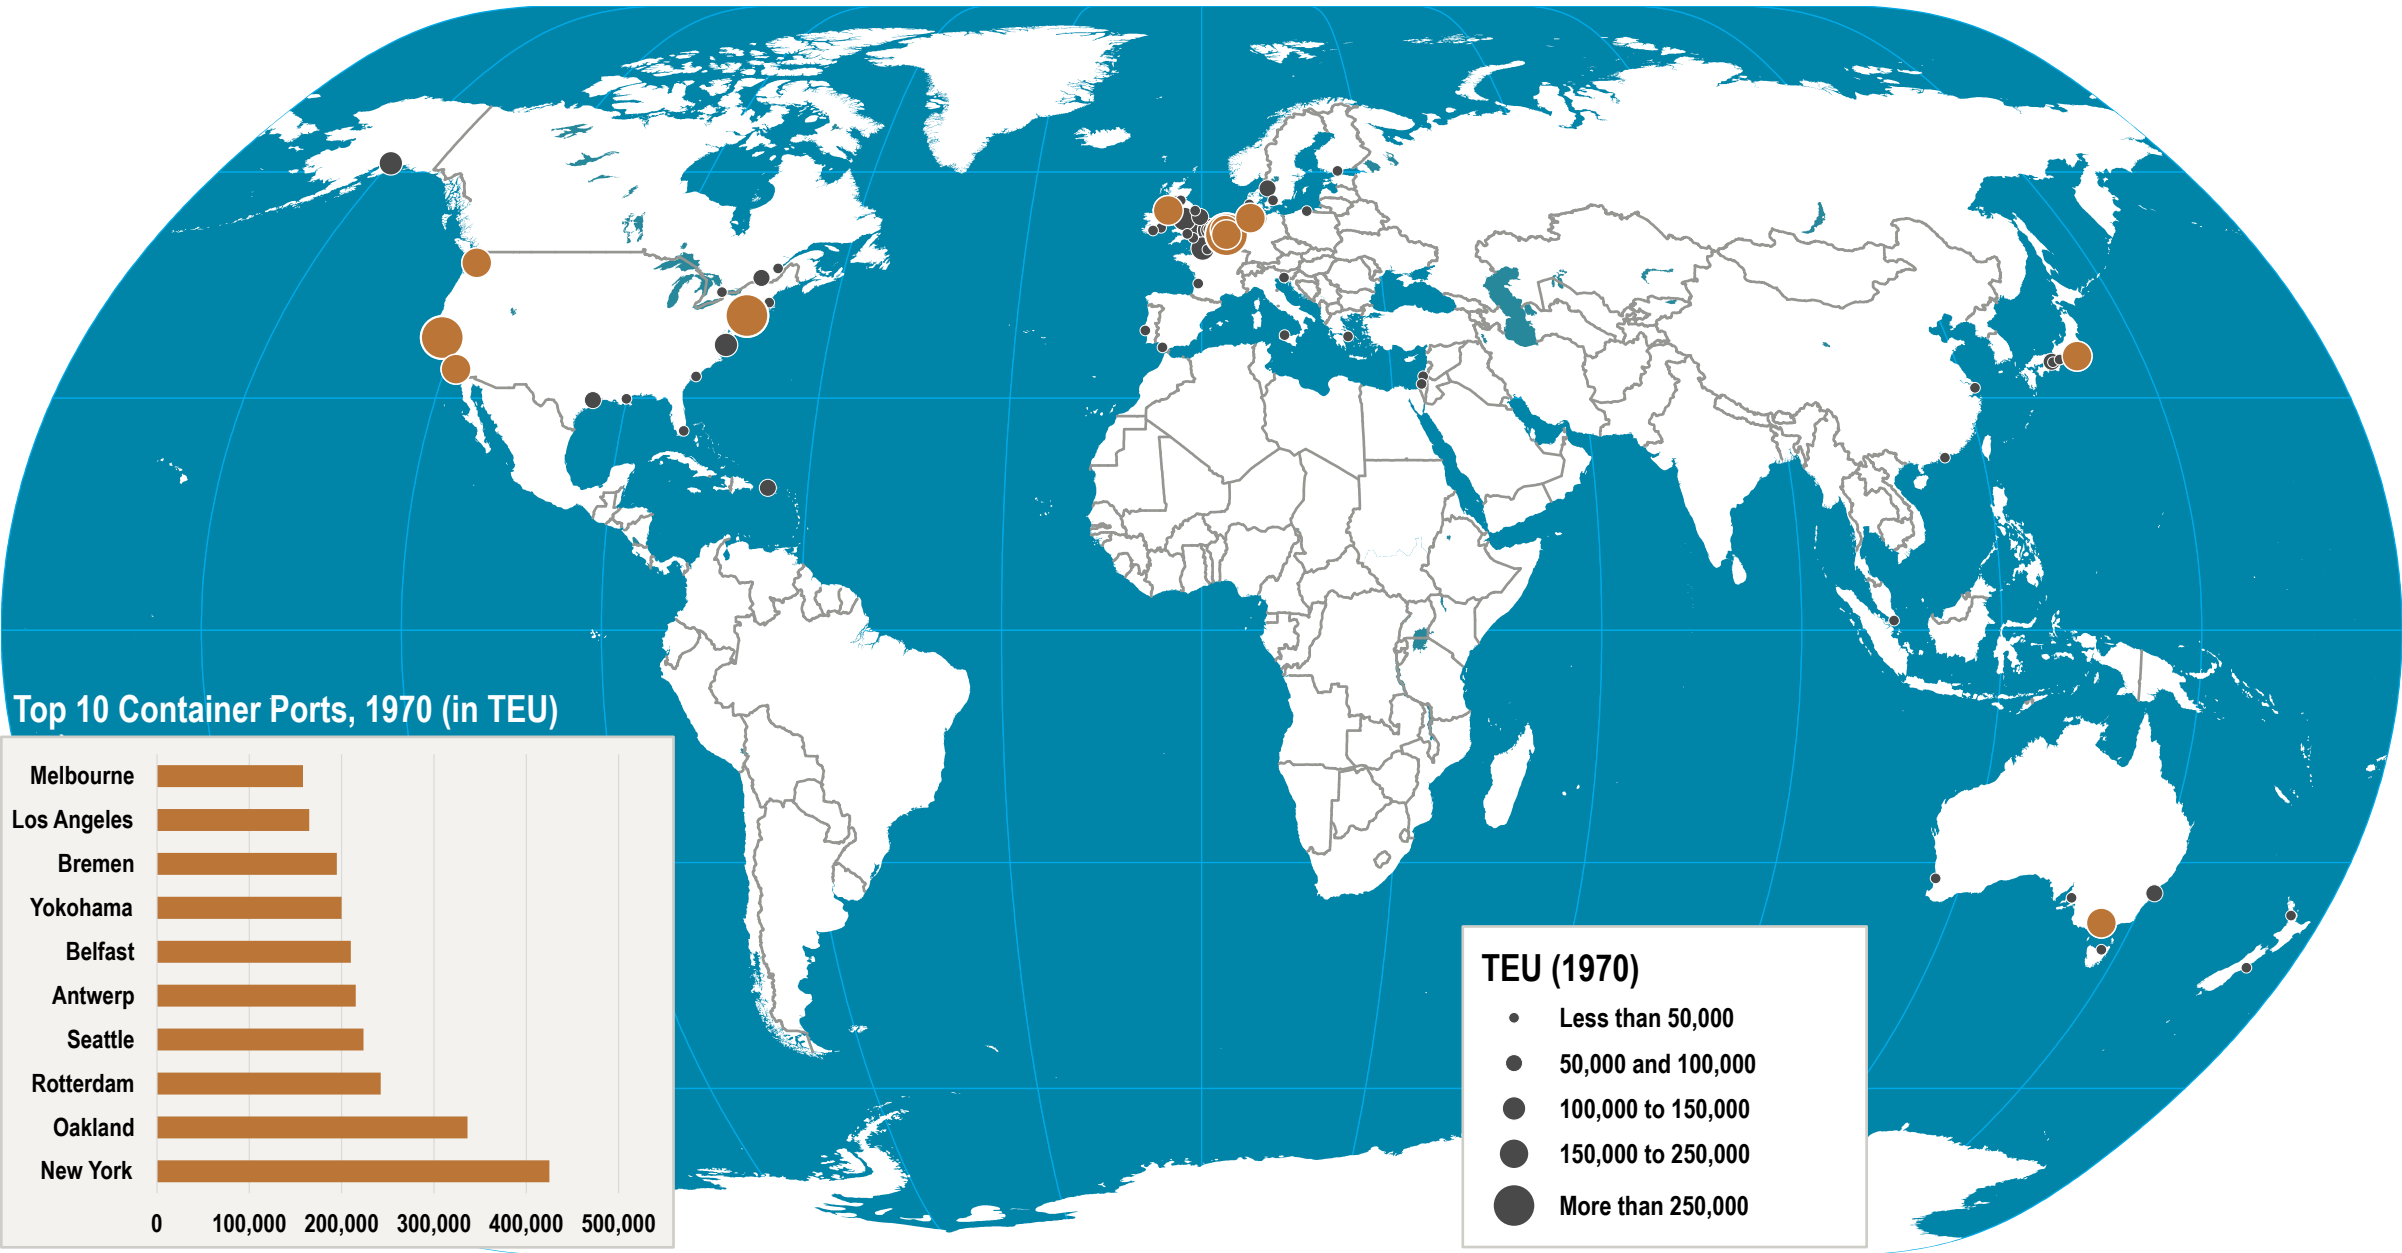 Top 10 Container Ports, 1970 (in TEU)
Melbourne
Los Angeles
Bremen
Yokohama
Belfast
Antwerp
Seattle
Rotterdam
Oakland
New York
0 100,000 200,000 300,000 400,000 500,000
TEU (1970)
Less than 50,000
50,000 and 100,000
100,000 to 150,000
150,000 to 250,000
More than 250,000